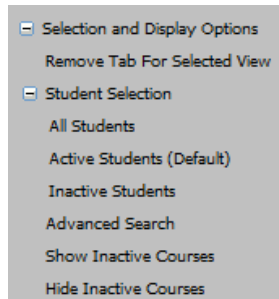 Selection and Display Options
Remove Tab For Selected View
Student Selection
All Students
Active Students (Default)
Inactive Students
Advanced Search
Show Inactive Courses
Hide Inactive Courses